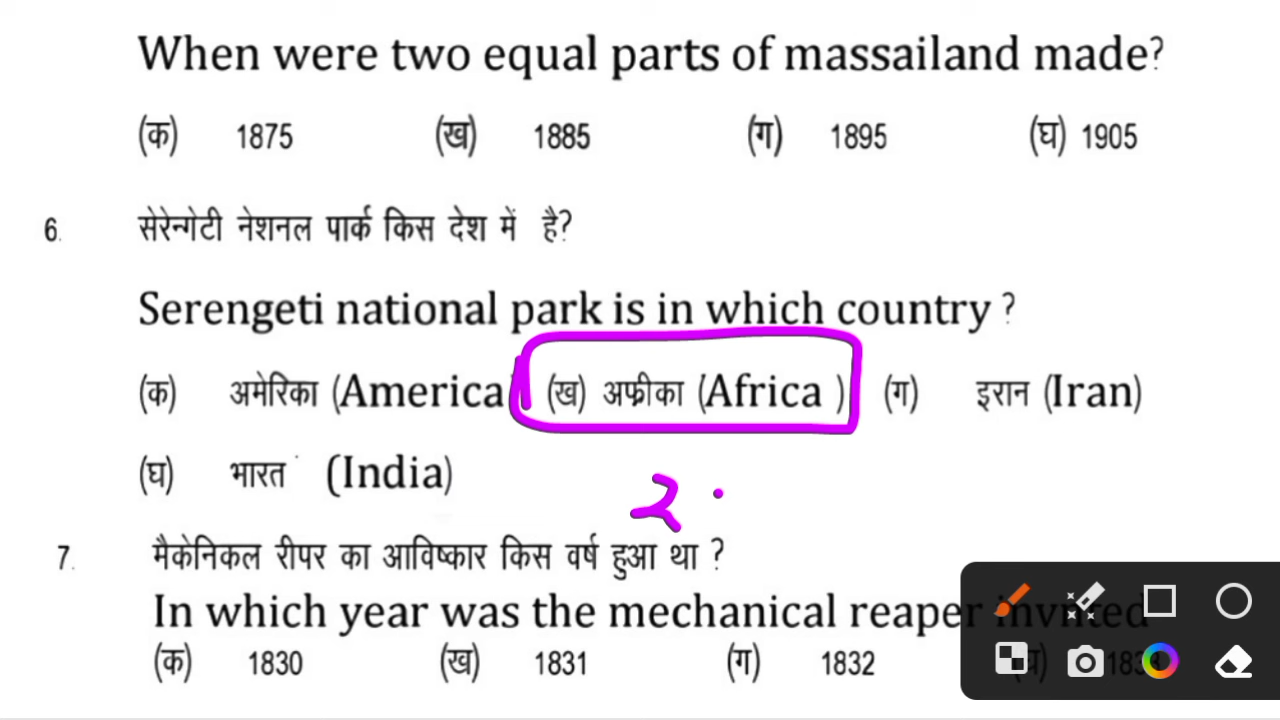 When were two equal parts of massailand made?
(क) 1875 (ख) 1885 (ग) 1895 (घ) 1905
6. सेरेन्गेटी नेशनल पार्क किस देश में है?
Serengeti national park is in which country ?
(क) अमेरिका (America) (ख) अफ्रीका (Africa ) (ग) इरान (Iran)
(घ) भारत (India)
2
7. मैकेनिकल रीपर का आविष्कार किस वर्ष हुआ था ?
In which year was the mechanical reaper invnted
(क) 1830 (ख) 1831 (ग) 1832 (घ)